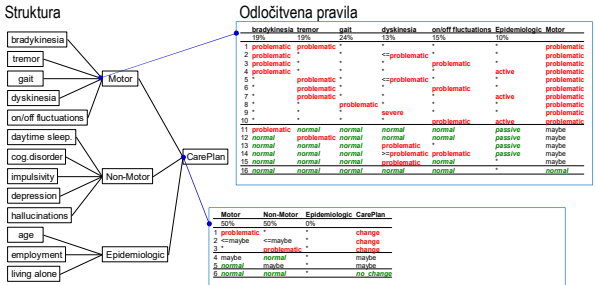 Struktura
bradykinesia
tremor
gait
dyskinesia
on/off fluctuations
Motor
daytime sleep.
cog.disorder
impulsivity
depression
hallucinations
Non-Motor
age
employment
living alone
Epidemiologic
CarePlan
Odločitvena pravila
bradykinesia tremor gait dyskinesia on/off fluctuations Epidemiologic Motor
19% 19% 24% 13% 15% 10%
1 problematic problematic * * * * problematic
2 problematic * * <=problematic * * problematic
3 problematic * * * problematic * problematic
4 problematic * * * * active problematic
5 * problematic * <=problematic * * problematic
6 * problematic * * problematic * problematic
7 * problematic * * * active problematic
8 * * problematic * * * problematic
9 * * * severe * * problematic
10 * * * * problematic active problematic
11 problematic normal normal normal normal passive maybe
12 normal problematic normal normal normal passive maybe
13 normal normal normal problematic * passive maybe
14 normal normal normal >=problematic problematic passive maybe
15 normal normal normal problematic normal * maybe
16 normal normal normal normal normal * normal
Motor Non-Motor Epidemiologic CarePlan
50% 50% 0%
1 problematic * * change
2 <=maybe <=maybe * change
3 * problematic * change
4 maybe normal * maybe
5 normal maybe * maybe
6 normal normal * no_change